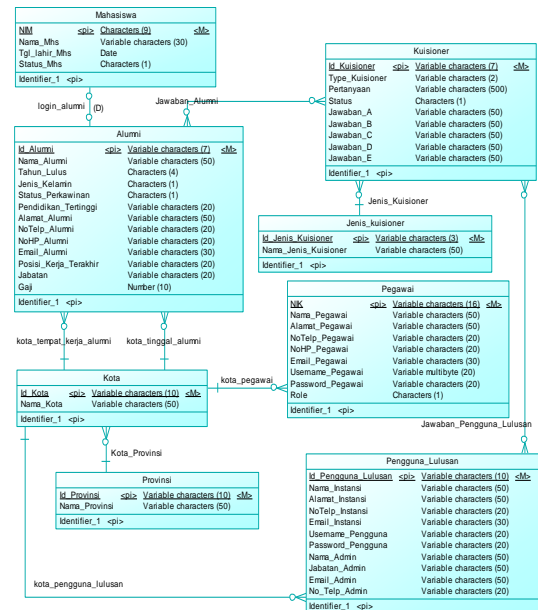 Mahasiswa
NIM <pi> Characters (9) <M>
Nama_Mhs Variable characters (30)
Tgl_lahir_Mhs Date
Status_Mhs Characters (1)
Identifier_1 <pi>
login_alumni (D)
Jawaban_Alumni
Kuisioner
Id_Kuisioner <pi> Variable characters (7) <M>
Type_Kuisioner Variable characters (2)
Pertanyaan Variable characters (500)
Status Characters (1)
Jawaban_A Variable characters (50)
Jawaban_B Variable characters (50)
Jawaban_C Variable characters (50)
Jawaban_D Variable characters (50)
Jawaban_E Variable characters (50)
Identifier_1 <pi>
Alumni
Id_Alumni <pi> Variable characters (7) <M>
Nama_Alumni Variable characters (50)
Tahun_Lulus Characters (4)
Jenis_Kelamin Characters (1)
Status_Perkawinan Characters (1)
Pendidikan_Tertinggi Variable characters (20)
Alamat_Alumni Variable characters (50)
NoTelp_Alumni Variable characters (20)
NoHP_Alumni Variable characters (20)
Email_Alumni Variable characters (30)
Posisi_Kerja_Terakhir Variable characters (20)
Jabatan Variable characters (20)
Gaji Number (10)
Identifier_1 <pi>
Jenis_Kuisioner
Jenis_kuisioner
Id_Jenis_Kuisioner <pi> Variable characters (3) <M>
Nama_Jenis_Kuisioner Variable characters (50)
Identifier_1 <pi>
Pegawai
NIK <pi> Variable characters (16) <M>
Nama_Pegawai Variable characters (50)
Alamat_Pegawai Variable characters (50)
NoTelp_Pegawai Variable characters (20)
NoHP_Pegawai Variable characters (20)
Email_Pegawai Variable characters (30)
Username_Pegawai Variable multibyte (20)
Password_Pegawai Variable characters (20)
Role Characters (1)
Identifier_1 <pi>
kota_tempat_kerja_alumni
kota_tinggal_alumni
Kota
Id_Kota <pi> Variable characters (10) <M>
Nama_Kota Variable characters (50)
Identifier_1 <pi>
kota_pegawai
Jawaban_Pengguna_Lulusan
Kota_Provinsi
Provinsi
Id_Provinsi <pi> Variable characters (10) <M>
Nama_Provinsi Variable characters (50)
Identifier_1 <pi>
Pengguna_Lulusan
Id_Pengguna_Lulusan <pi> Variable characters (10) <M>
Nama_Instansi Variable characters (50)
Alamat_Instansi Variable characters (50)
NoTelp_Instansi Variable characters (20)
Email_Instansi Variable characters (30)
Username_Pengguna Variable characters (20)
Password_Pengguna Variable characters (20)
Nama_Admin Variable characters (50)
Jabatan_Admin Variable characters (50)
Email_Admin Variable characters (50)
No_Telp_Admin Variable characters (20)
Identifier_1 <pi>
kota_pengguna_lulusan